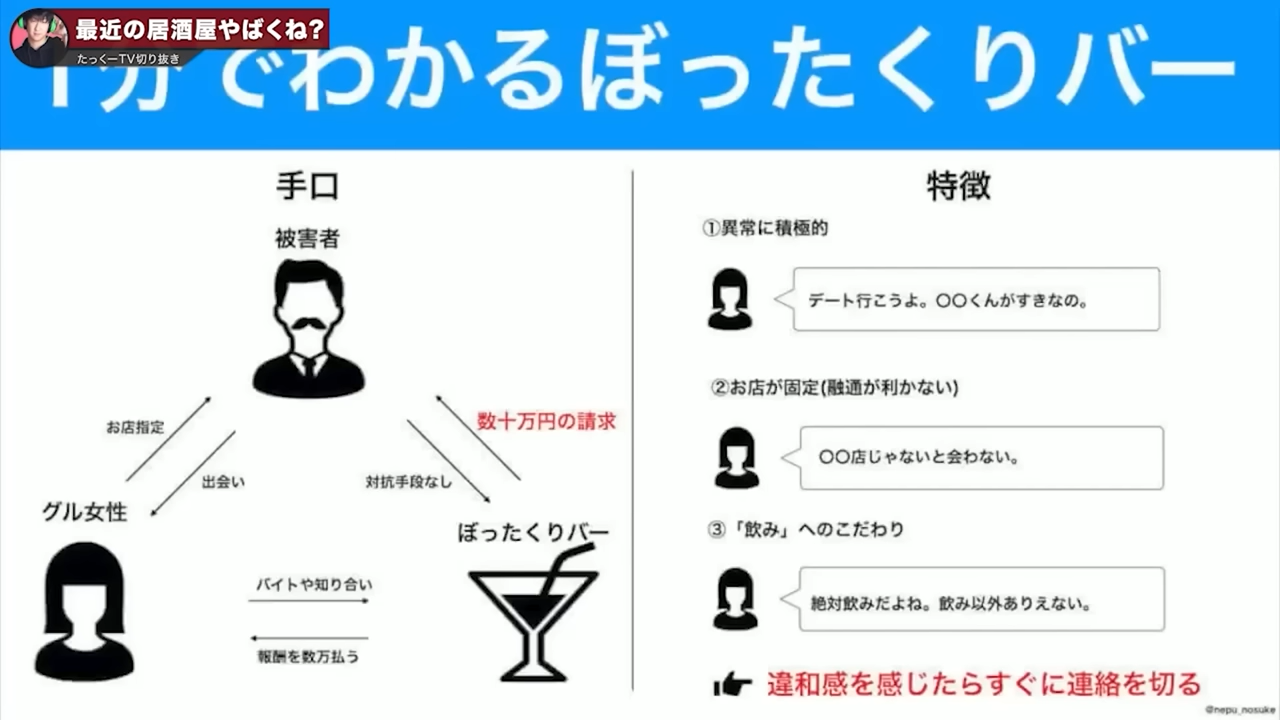 最近の居酒屋やばくね?
たっくーTV切り抜き
1分でわかるぼったくりバー
手口
被害者
お店指定
出会い
数十万円の請求
対抗手段なし
グル女性
ぼったくりバー
バイトや知り合い
報酬を数万払う
特徴
①異常に積極的
デート行こうよ。〇〇くんがすきなの。
②お店が固定(融通が利かない)
〇〇店じゃないと会わない。
③「飲み」へのこだわり
絶対飲みだよね。飲み以外ありえない。
違和感を感じたらすぐに連絡を切る
@nepu_nosuke